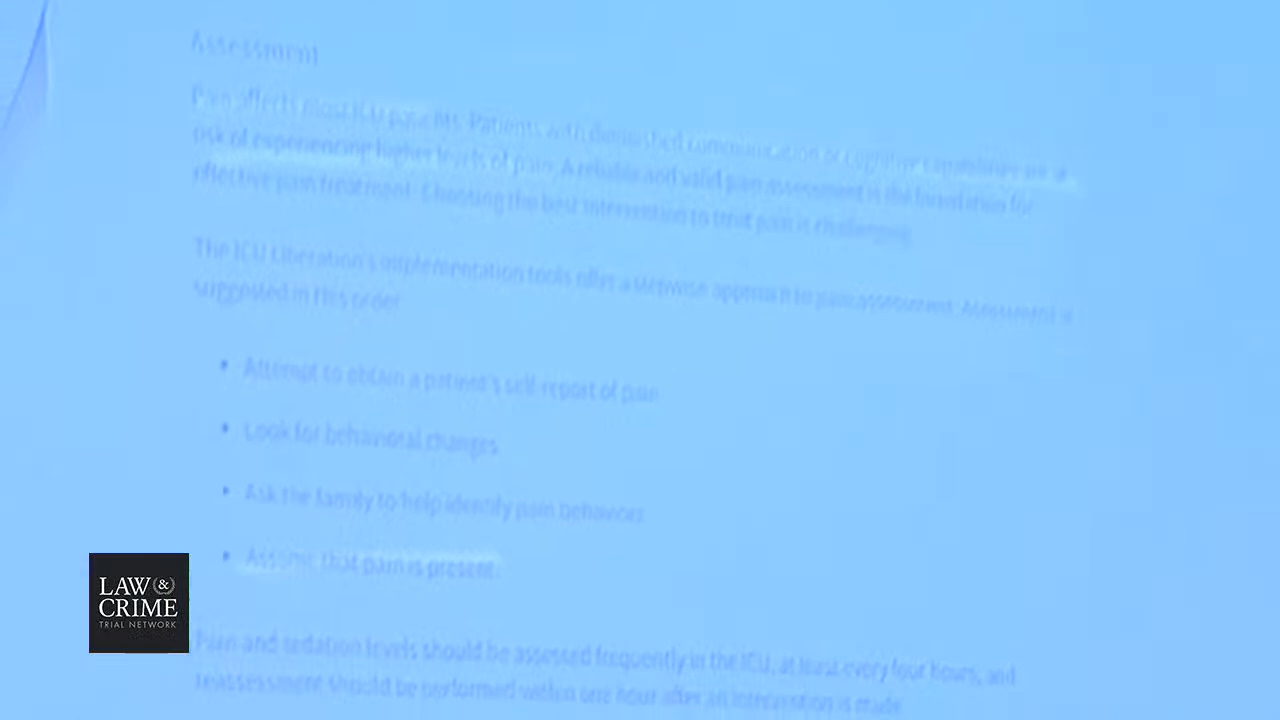 Assessment
Pain affects most ICU patients. Patients with diminished communication or cognitive capabilities are at
risk of experiencing higher levels of pain. A reliable and valid pain assessment is the foundation for
effective pain treatment. Choosing the best intervention to treat pain is challenging.
The ICU Liberation's implementation tools offer a stepwise approach to pain assessment. Assessment is
suggested in this order:
• Attempt to obtain a patient's self-report of pain
• Look for behavioral changes
• Ask the family to help identify pain behaviors
• Assume that pain is present
Pain and sedation levels should be assessed frequently in the ICU, at least every four hours, and
reassessment should be performed within one hour after an intervention is made.
LAW &
CRIME
TRIAL NETWORK